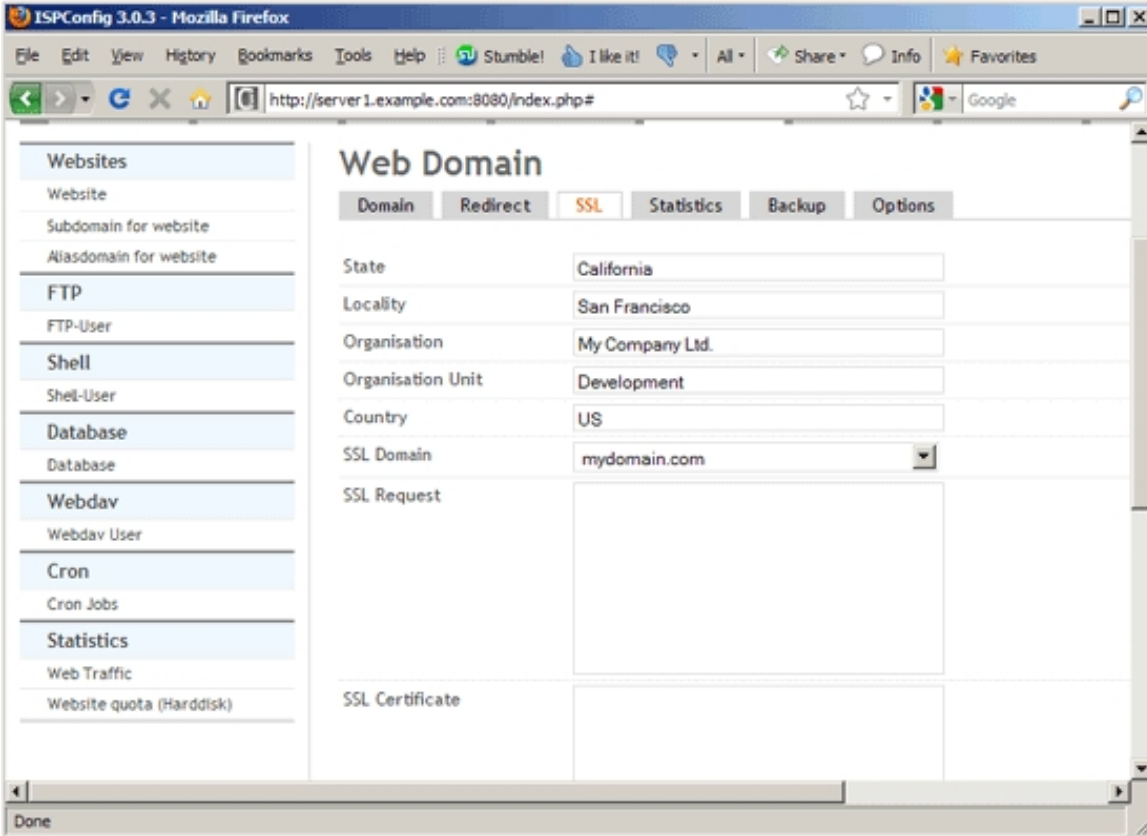 ISPConfig 3.0.3 - Mozilla Firefox
File Edit View History Bookmarks Tools Help Stumble! I like it! All Share Info Favorites
http://server1.example.com:8080/index.php# Google
Websites
Website
Subdomain for website
Aliasdomain for website
FTP
FTP-User
Shell
Shell-User
Database
Database
Webdav
Webdav User
Cron
Cron Jobs
Statistics
Web Traffic
Website quota (Harddisk)
Web Domain
Domain Redirect SSL Statistics Backup Options
State California
Locality San Francisco
Organisation My Company Ltd.
Organisation Unit Development
Country US
SSL Domain mydomain.com
SSL Request
SSL Certificate
Done